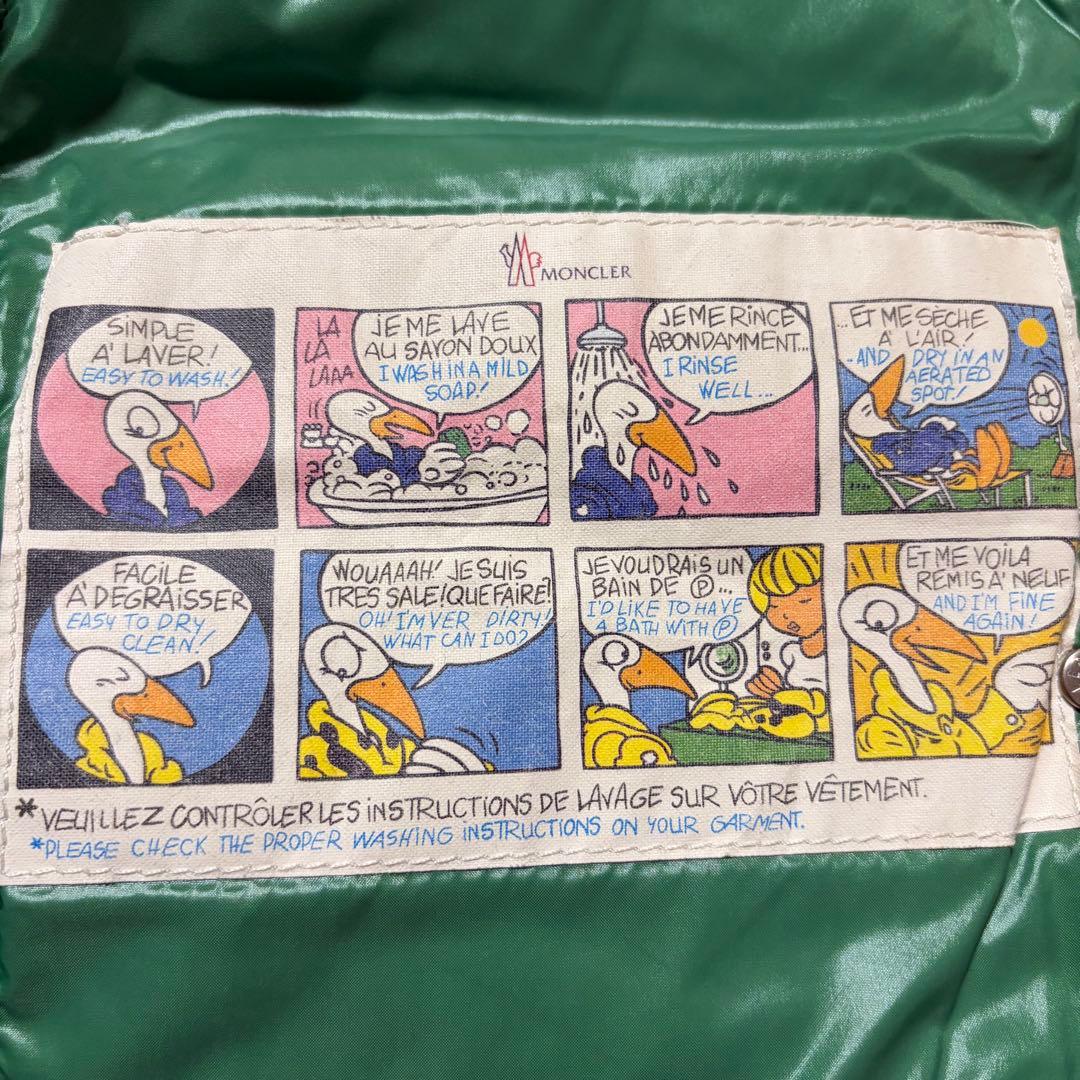 MONCLER
SIMPLE
A' LAVER!
EASY TO WASH!
LA
LA
LAAA
JE ME LAVE
AU SAVON DOUX
I WASH IN A MILD
SOAP!
JE ME RINCE
ABONDAMMENT...
I RINSE
WELL...
...ET ME SÈCHE
A' L'AIR!
..AND DRY IN AN
AERATED
SPOT!
FACILE
A' DEGRAISSER
EASY TO DRY
CLEAN!
WOUAAAH! JE SUIS
TRES SALE! QUE FAIRE?
OH! I'M VER DIRTY!
WHAT CAN I DO?
JE VOUDRAIS UN
BAIN DE Ⓟ...
I'D LIKE TO HAVE
A BATH WITH Ⓟ
ET ME VOILA
REMIS A' NEUF
AND I'M FINE
AGAIN!
*VEUILLEZ CONTRÔLER LES INSTRUCTIONS DE LAVAGE SUR VÔTRE VÊTEMENT.
*PLEASE CHECK THE PROPER WASHING INSTRUCTIONS ON YOUR GARMENT.